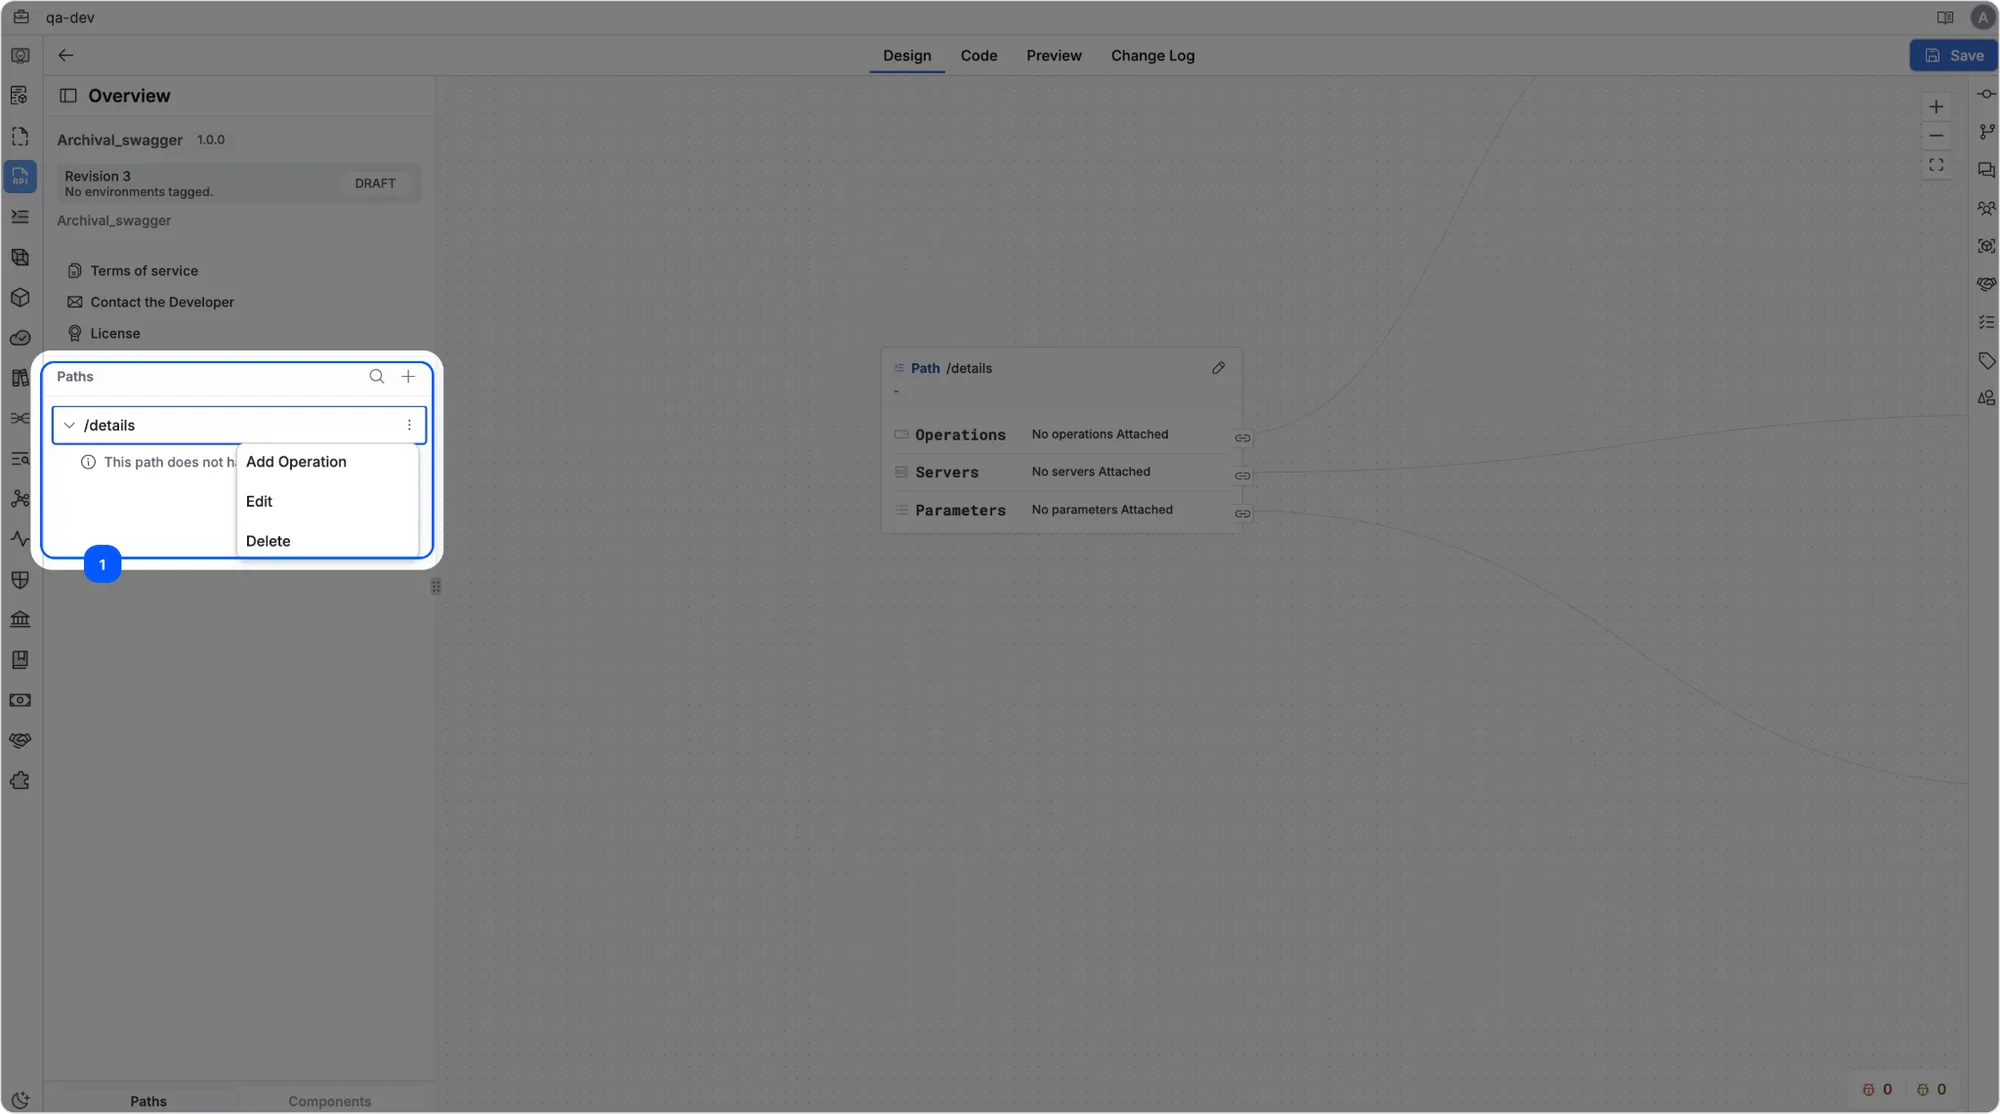 qa-dev
A
Design Code Preview Change Log
Save
Overview
Archival_swagger 1.0.0
Revision 3
No environments tagged.
DRAFT
Archival_swagger
Terms of service
Contact the Developer
License
Paths
/details
This path does not h
Add Operation
Edit
Delete
1
Path /details
-
Operations No operations Attached
Servers No servers Attached
Parameters No parameters Attached
Paths Components
0 0